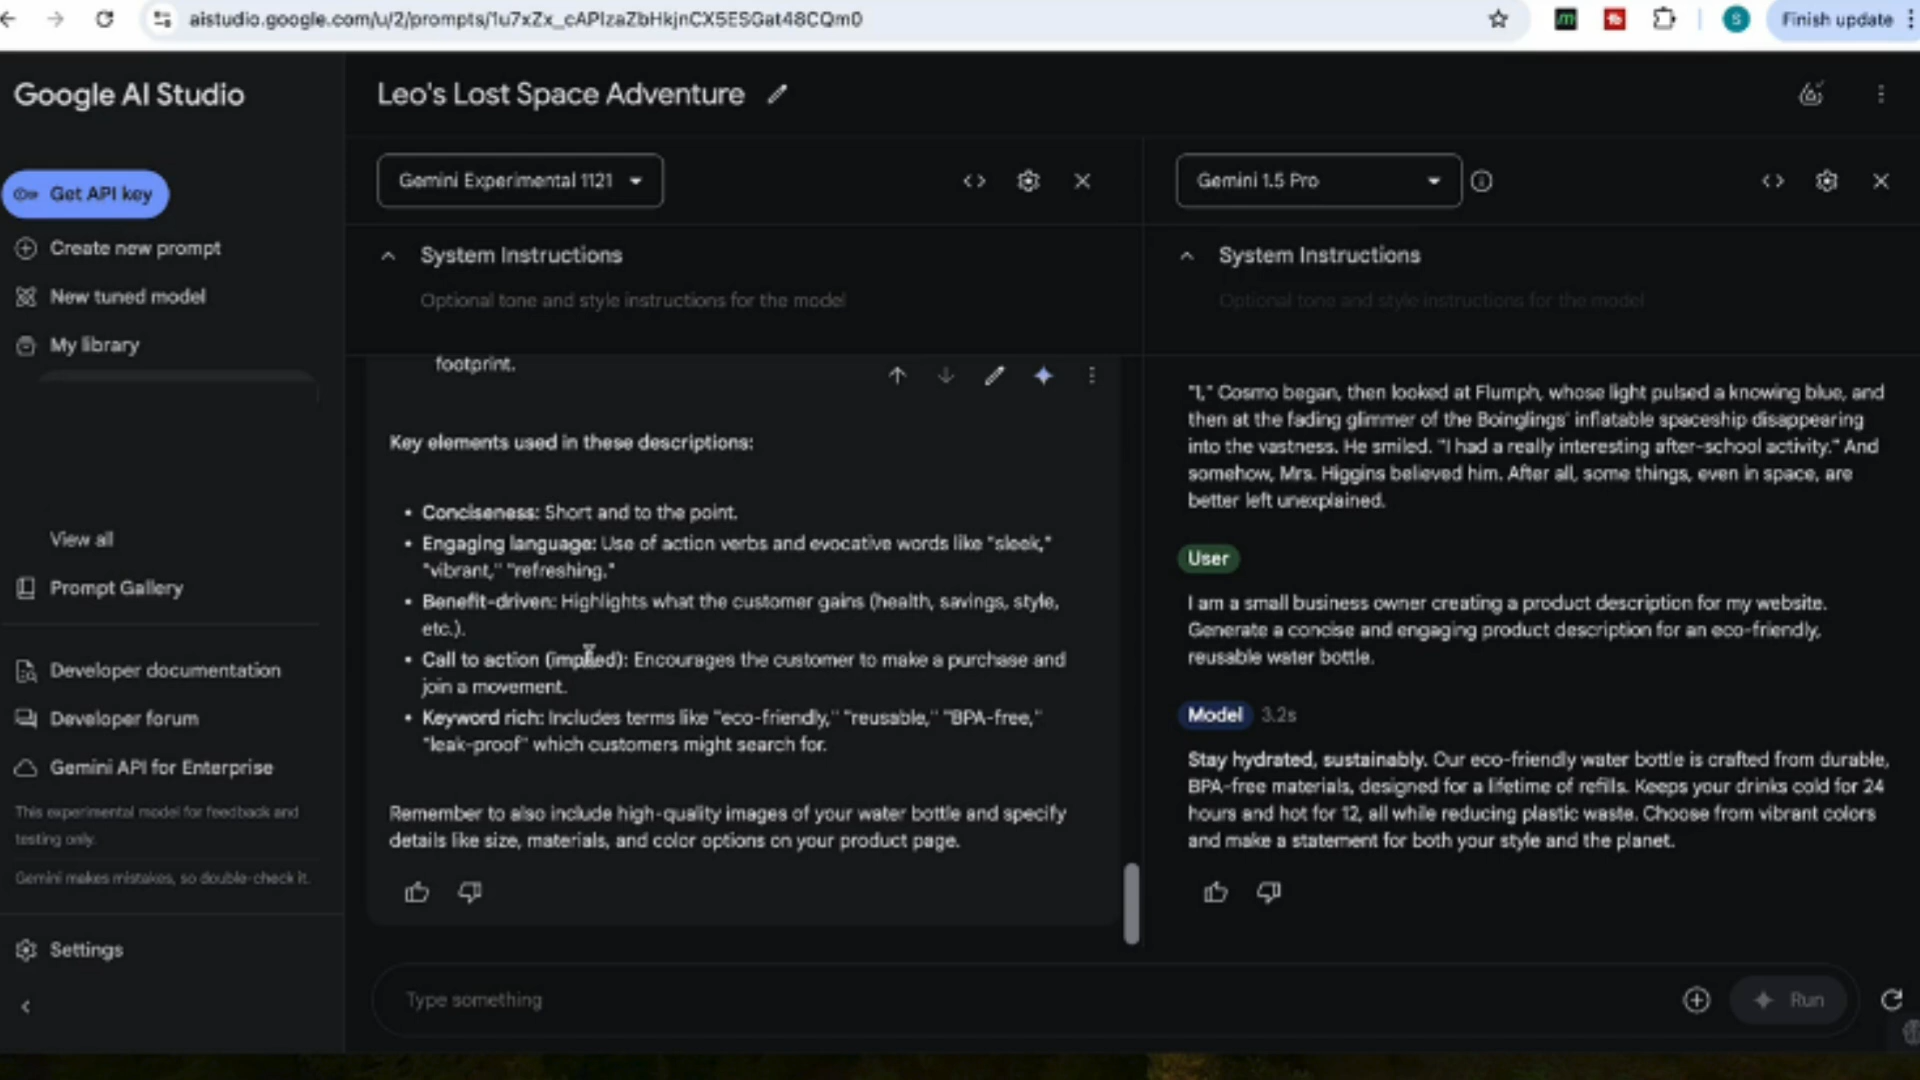 aistudio.google.com/u/2/prompts/1u7xZx_cAPIzaZbHkjnCX5ESGat48CQm0
S
Finish update
Google AI Studio
Get API key
Create new prompt
New tuned model
My library
View all
Prompt Gallery
Developer documentation
Developer forum
Gemini API for Enterprise
This experimental model for feedback and
testing only.
Gemini makes mistakes, so double-check it.
Settings
Leo's Lost Space Adventure
Gemini Experimental 1121
System Instructions
Optional tone and style instructions for the model
footprint.
Key elements used in these descriptions:
• Conciseness: Short and to the point.
• Engaging language: Use of action verbs and evocative words like "sleek,"
"vibrant," "refreshing."
• Benefit-driven: Highlights what the customer gains (health, savings, style,
etc.).
• Call to action (implied): Encourages the customer to make a purchase and
join a movement.
• Keyword rich: Includes terms like "eco-friendly," "reusable," "BPA-free,"
"leak-proof" which customers might search for.
Remember to also include high-quality images of your water bottle and specify
details like size, materials, and color options on your product page.
Gemini 1.5 Pro
System Instructions
Optional tone and style instructions for the model
"I," Cosmo began, then looked at Flumph, whose light pulsed a knowing blue, and
then at the fading glimmer of the Boinglings' inflatable spaceship disappearing
into the vastness. He smiled. "I had a really interesting after-school activity." And
somehow, Mrs. Higgins believed him. After all, some things, even in space, are
better left unexplained.
User
I am a small business owner creating a product description for my website.
Generate a concise and engaging product description for an eco-friendly,
reusable water bottle.
Model 3.2s
Stay hydrated, sustainably. Our eco-friendly water bottle is crafted from durable,
BPA-free materials, designed for a lifetime of refills. Keeps your drinks cold for 24
hours and hot for 12, all while reducing plastic waste. Choose from vibrant colors
and make a statement for both your style and the planet.
Type something
Run